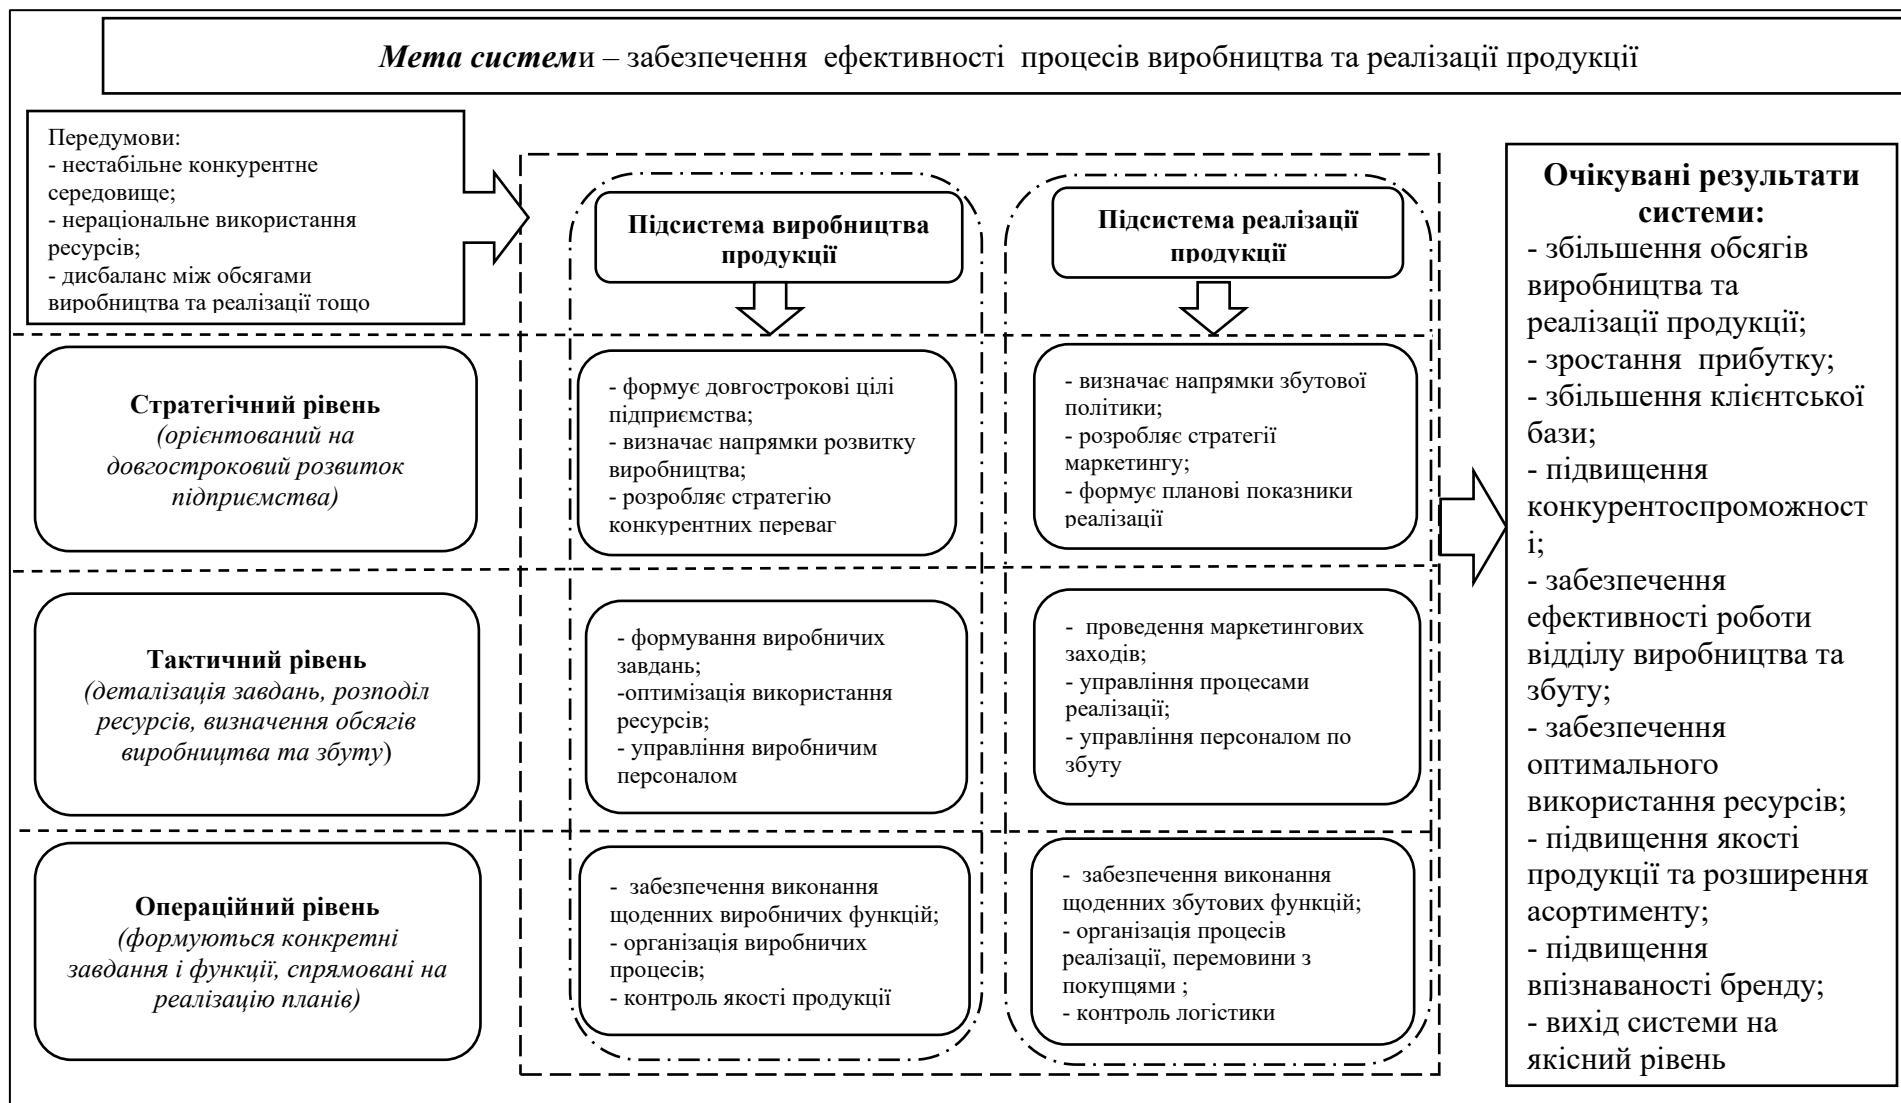 Мета системи – забезпечення ефективності процесів виробництва та реалізації продукції
Передумови:
- нестабільне конкурентне
середовище;
- нераціональне використання
ресурсів;
- дисбаланс між обсягами
виробництва та реалізації тощо
Підсистема виробництва
продукції
Підсистема реалізації
продукції
Стратегічний рівень
(орієнтований на
довгостроковий розвиток
підприємства)
- формує довгострокові цілі
підприємства;
- визначає напрямки розвитку
виробництва;
- розробляє стратегію
конкурентних переваг
- визначає напрямки збутової
політики;
- розробляє стратегії
маркетингу;
- формує планові показники
реалізації
Тактичний рівень
(деталізація завдань, розподіл
ресурсів, визначення обсягів
виробництва та збуту)
- формування виробничих
завдань;
-оптимізація використання
ресурсів;
- управління виробничим
персоналом
- проведення маркетингових
заходів;
- управління процесами
реалізації;
- управління персоналом по
збуту
Операційний рівень
(формуються конкретні
завдання і функції, спрямовані на
реалізацію планів)
- забезпечення виконання
щоденних виробничих функцій;
- організація виробничих
процесів;
- контроль якості продукції
- забезпечення виконання
щоденних збутових функцій;
- організація процесів
реалізації, перемовини з
покупцями ;
- контроль логістики
Очікувані результати
системи:
- збільшення обсягів
виробництва та
реалізації продукції;
- зростання прибутку;
- збільшення клієнтської
бази;
- підвищення
конкурентоспроможност
і;
- забезпечення
ефективності роботи
відділу виробництва та
збуту;
- забезпечення
оптимального
використання ресурсів;
- підвищення якості
продукції та розширення
асортименту;
- підвищення
впізнаваності бренду;
- вихід системи на
якісний рівень